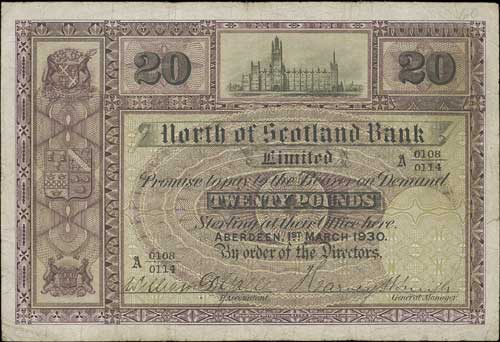 20 20
North of Scotland Bank
Limited A 0108
0114
Promise to pay to the Bearer on Demand
TWENTY POUNDS
Sterling at their Office here.
ABERDEEN, 1ST MARCH 1930.
A 0108
0114
By order of the Directors.
Accountant General Manager